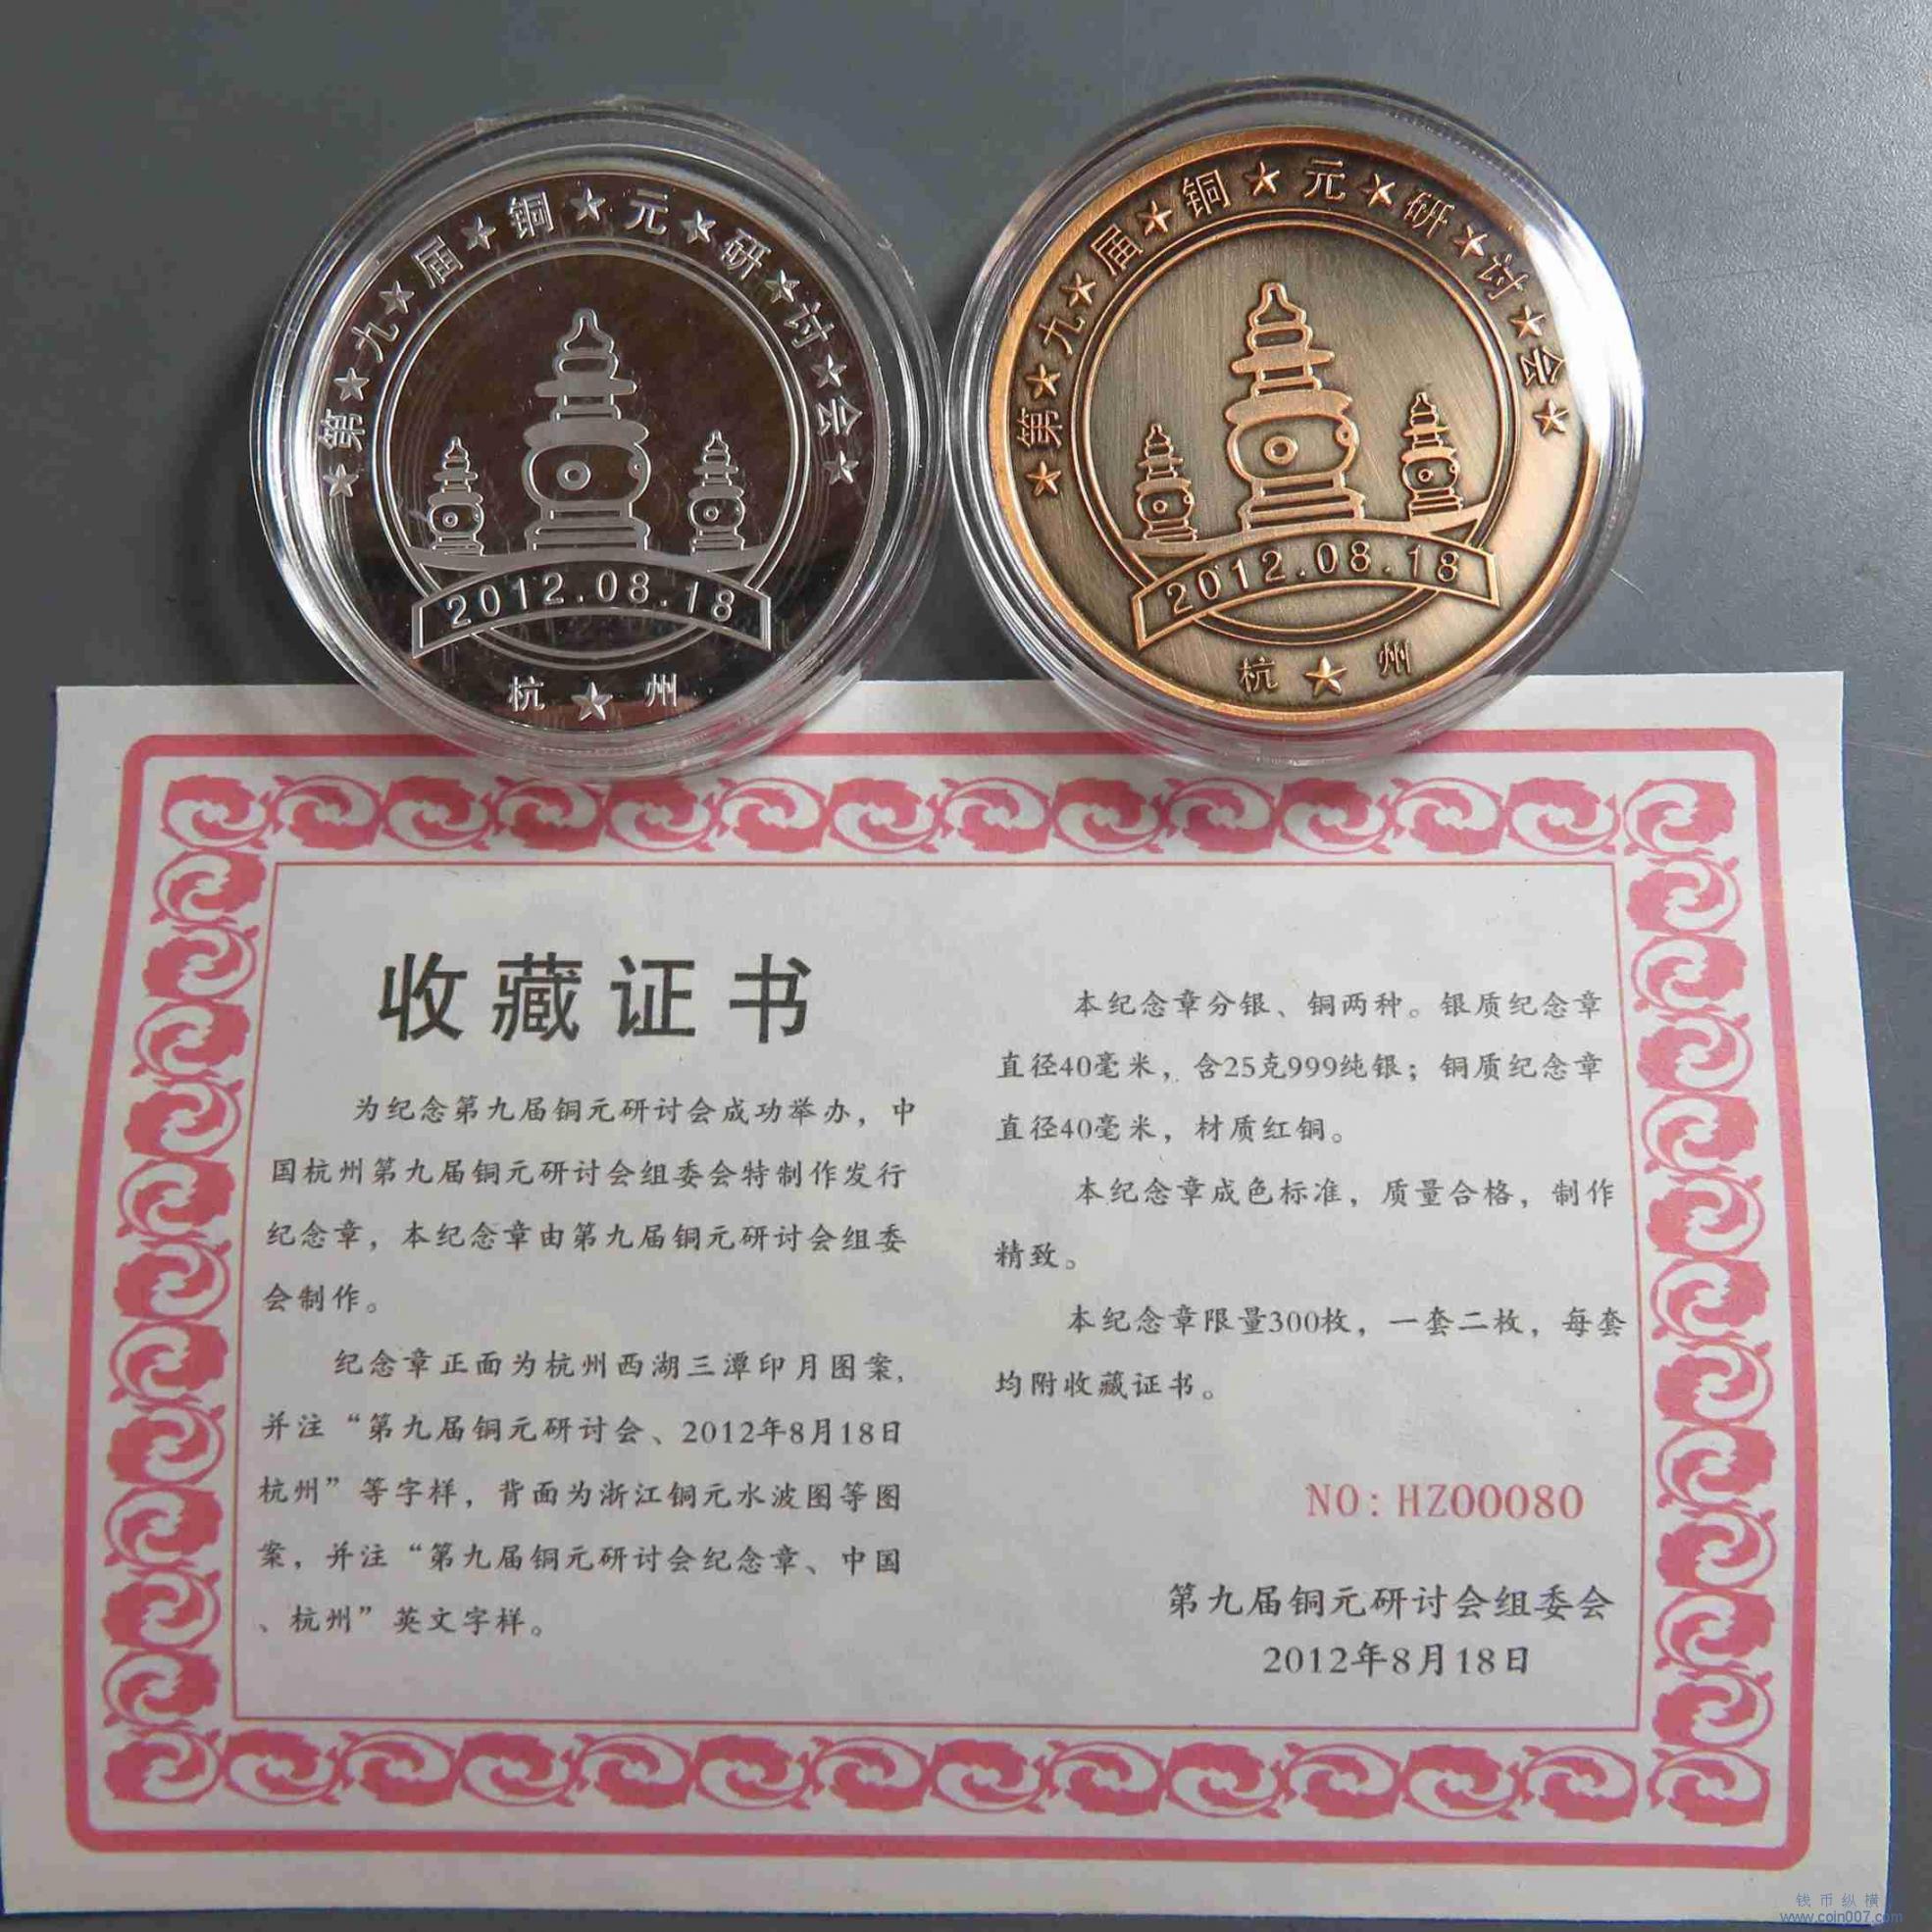 ★第★九★届★铜★元★研★讨★会★
2012.08.18
杭★州
★第★九★届★铜★元★研★讨★会★
2012.08.18
杭★州
收藏证书
为纪念第九届铜元研讨会成功举办，中
国杭州第九届铜元研讨会组委会特制作发行
纪念章，本纪念章由第九届铜元研讨会组委
会制作。
纪念章正面为杭州西湖三潭印月图案，
并注“第九届铜元研讨会、2012年8月18日
杭州”等字样，背面为浙江铜元水波图等图
案，并注“第九届铜元研讨会纪念章、中国
、杭州”英文字样。
本纪念章分银、铜两种。银质纪念章
直径40毫米，含25克999纯银；铜质纪念章
直径40毫米，材质红铜。
本纪念章成色标准，质量合格，制作
精致。
本纪念章限量300枚，一套二枚，每套
均附收藏证书。
NO:HZ00080
第九届铜元研讨会组委会
2012年8月18日
钱币纵横
www.coin007.com